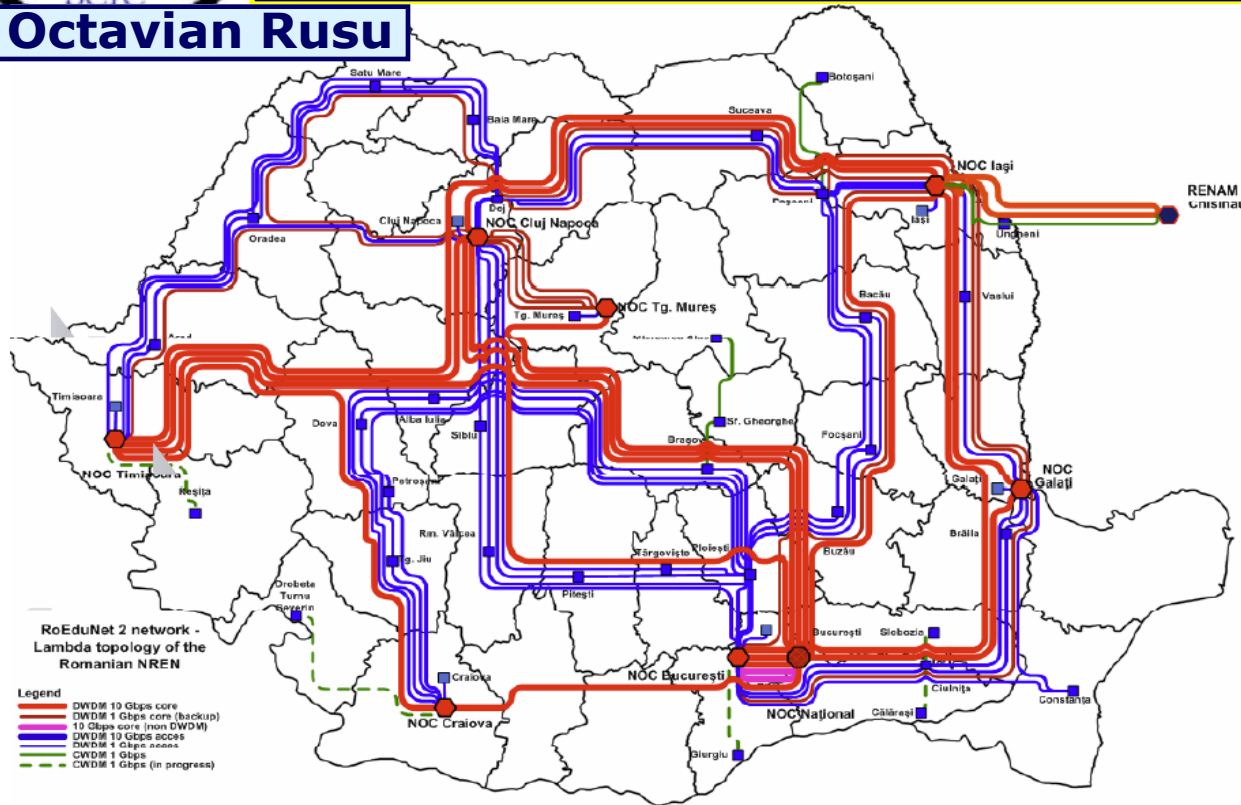 Octavian Rusu
Satu Mare
Botoșani
Baia Mare
Suceava
NOC Iași
RENAM
Cluj Napoca
Dej
NOC Cluj Napoca
Iași
Ungheni
Oradea
Bacău
Vaslui
NOC Tg. Mureș
Tg. Mureș
Arad
Timisoara
Deva
Alba Iulia
Sibiu
Sf. Gheorghe
Brașov
Focșani
NOC
Galați
Galați
NOC Timisoara
Reșița
Petroșani
Rm. Vâlcea
Târgoviște
Ploiești
Buzău
Brăila
Tg. Jiu
Pitești
Drobeta
Turnu
Severin
București
Slobozia
RoEduNet 2 network -
Lambda topology of the
Romanian NREN
NOC București
Craiova
Ciulnița
Constanța
NOC Craiova
NOC Național
Călărași
Giurgiu
Legend
DWDM 10 Gbps core
DWDM 1 Gbps core (backup)
10 Gbps core (non DWDM)
DWDM 10 Gbps acces
DWDM 1 Gbps acces
CWDM 1 Gbps
CWDM 1 Gbps (in progress)